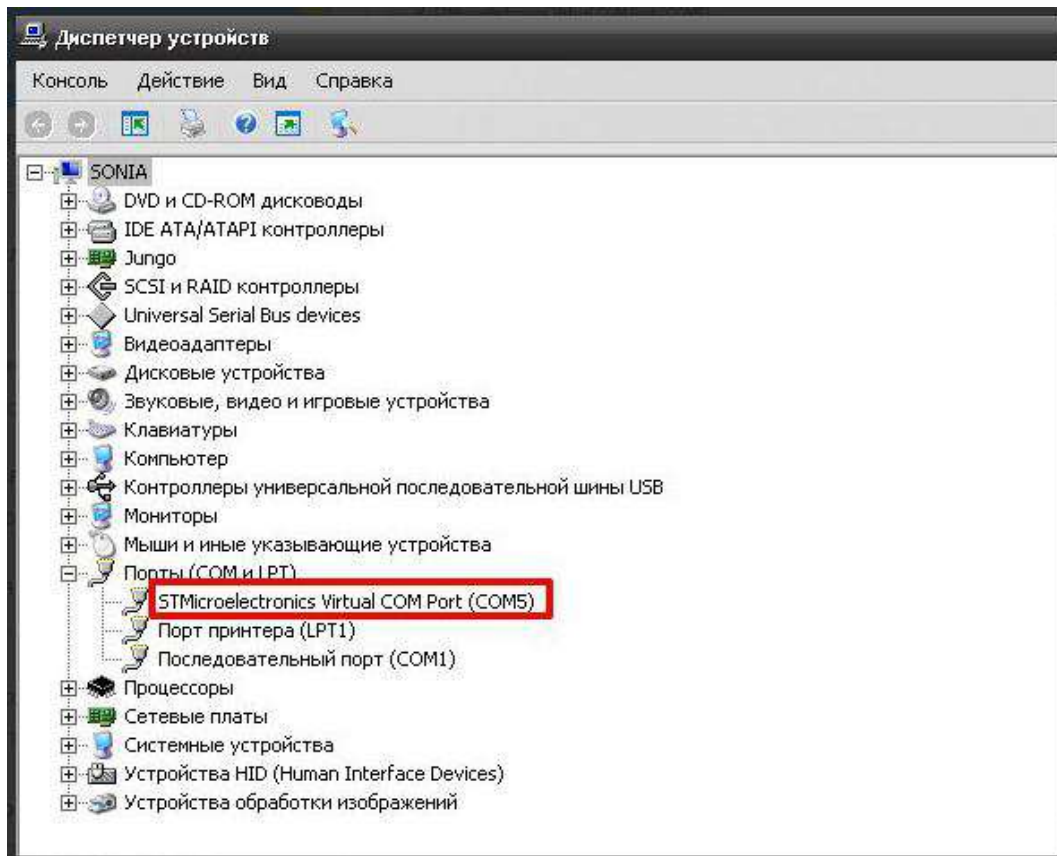 Диспетчер устройств
Консоль Действие Вид Справка
SONIA
DVD и CD-ROM дисководы
IDE ATA/ATAPI контроллеры
Jungo
SCSI и RAID контроллеры
Universal Serial Bus devices
Видеоадаптеры
Дисковые устройства
Звуковые, видео и игровые устройства
Клавиатуры
Компьютер
Контроллеры универсальной последовательной шины USB
Мониторы
Мыши и иные указывающие устройства
Порты (COM и LPT)
STMicroelectronics Virtual COM Port (COM5)
Порт принтера (LPT1)
Последовательный порт (COM1)
Процессоры
Сетевые платы
Системные устройства
Устройства HID (Human Interface Devices)
Устройства обработки изображений